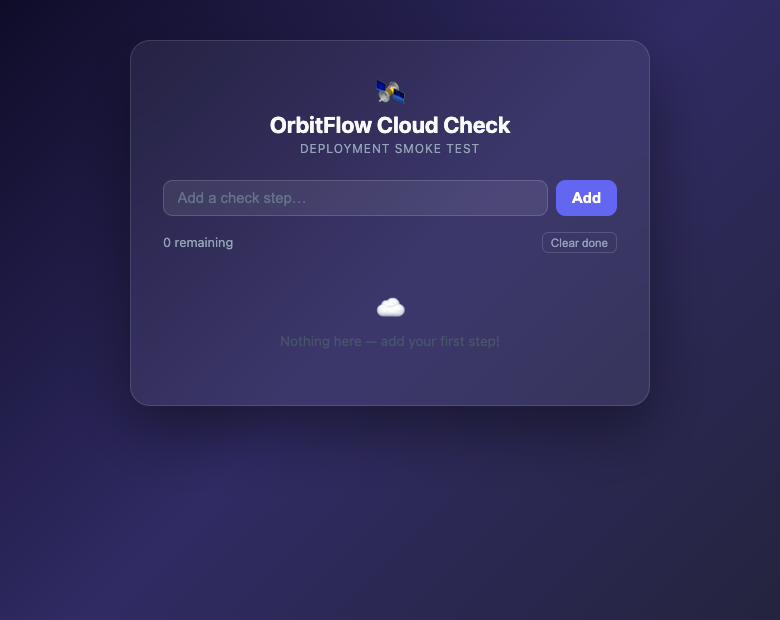 OrbitFlow Cloud Check
DEPLOYMENT SMOKE TEST
Add a check step...
Add
0 remaining
Clear done
Nothing here — add your first step!